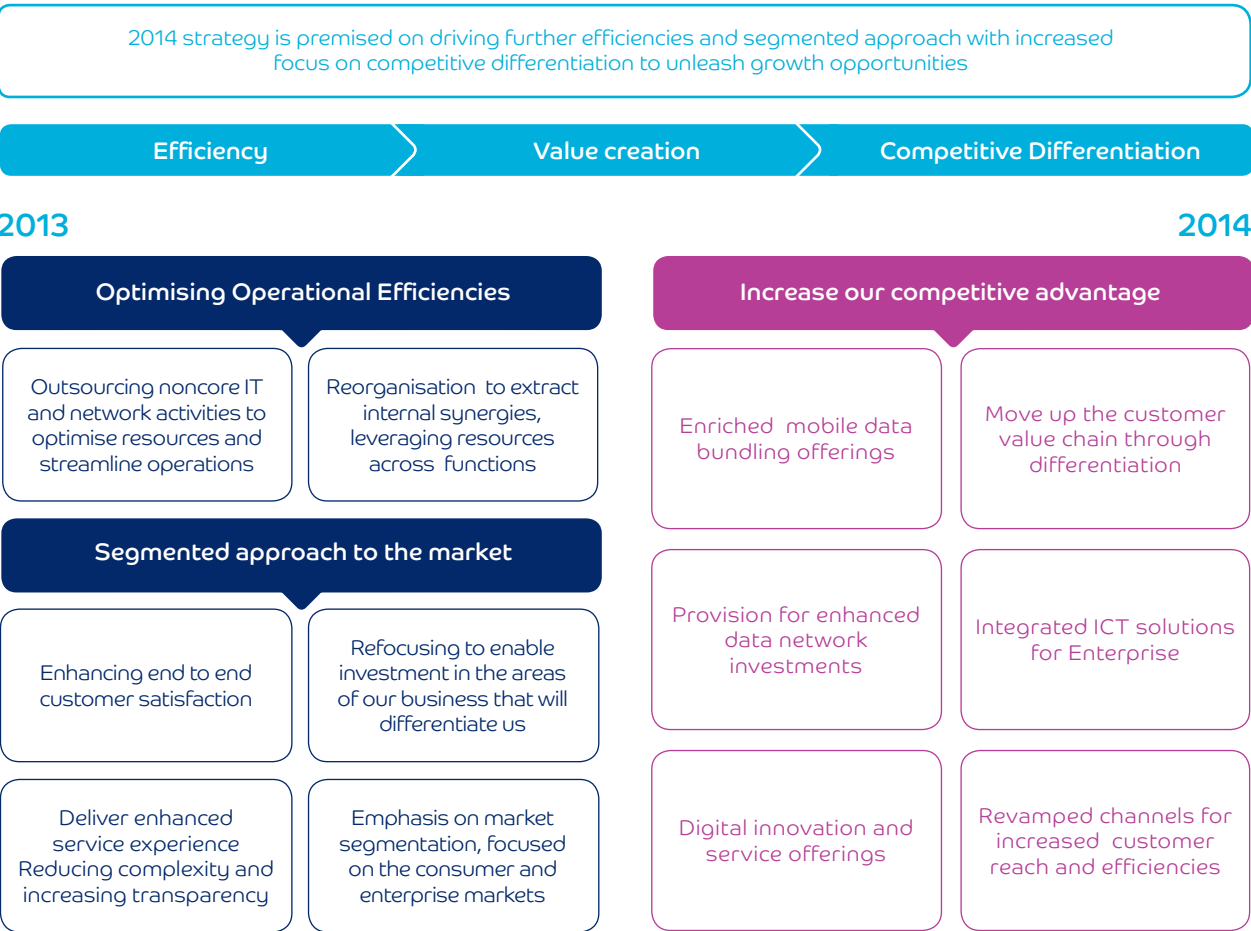 2014 strategy is premised on driving further efficiencies and segmented approach with increased
focus on competitive differentiation to unleash growth opportunities
Efficiency
Value creation
Competitive Differentiation
2013
2014
Optimising Operational Efficiencies
Outsourcing noncore IT
and network activities to
optimise resources and
streamline operations
Reorganisation to extract
internal synergies,
leveraging resources
across functions
Segmented approach to the market
Enhancing end to end
customer satisfaction
Refocusing to enable
investment in the areas
of our business that will
differentiate us
Deliver enhanced
service experience
Reducing complexity and
increasing transparency
Emphasis on market
segmentation, focused
on the consumer and
enterprise markets
Increase our competitive advantage
Enriched mobile data
bundling offerings
Move up the customer
value chain through
differentiation
Provision for enhanced
data network
investments
Integrated ICT solutions
for Enterprise
Digital innovation and
service offerings
Revamped channels for
increased customer
reach and efficiencies